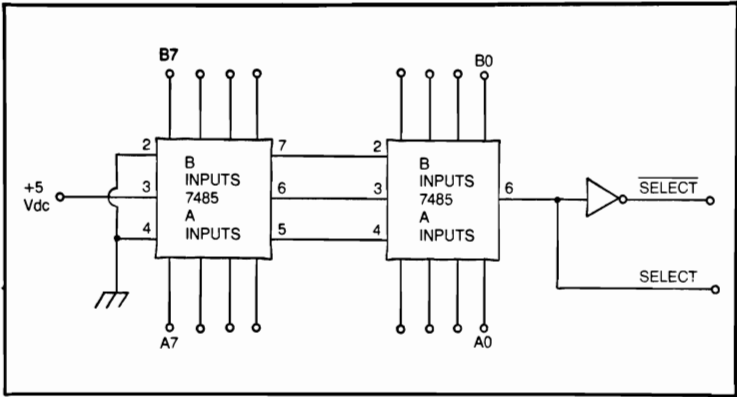 B7
B0
2
7
2
B
INPUTS
7485
A
INPUTS
B
INPUTS
7485
A
INPUTS
+5
Vdc
3
6
3
6
SELECT
4
5
4
SELECT
A7
A0